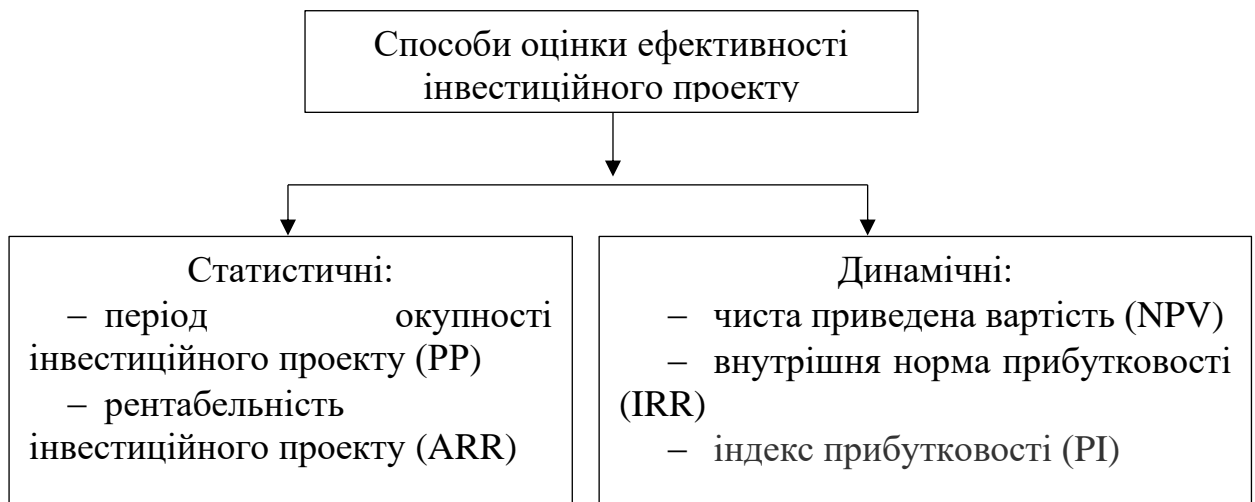 Способи оцінки ефективності
інвестиційного проекту
Статистичні:
– період окупності
інвестиційного проекту (PP)
– рентабельність
інвестиційного проекту (ARR)
Динамічні:
– чиста приведена вартість (NPV)
– внутрішня норма прибутковості
(IRR)
– індекс прибутковості (PI)